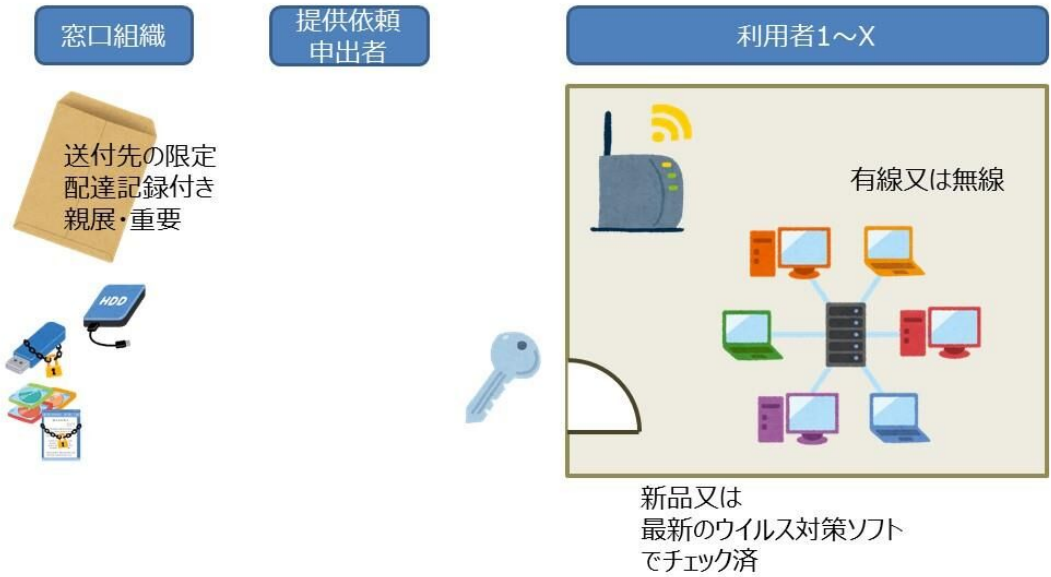 窓口組織
提供依頼
申出者
利用者1～X
送付先の限定
配達記録付き
親展・重要
有線又は無線
HDD
新品又は
最新のウイルス対策ソフト
でチェック済